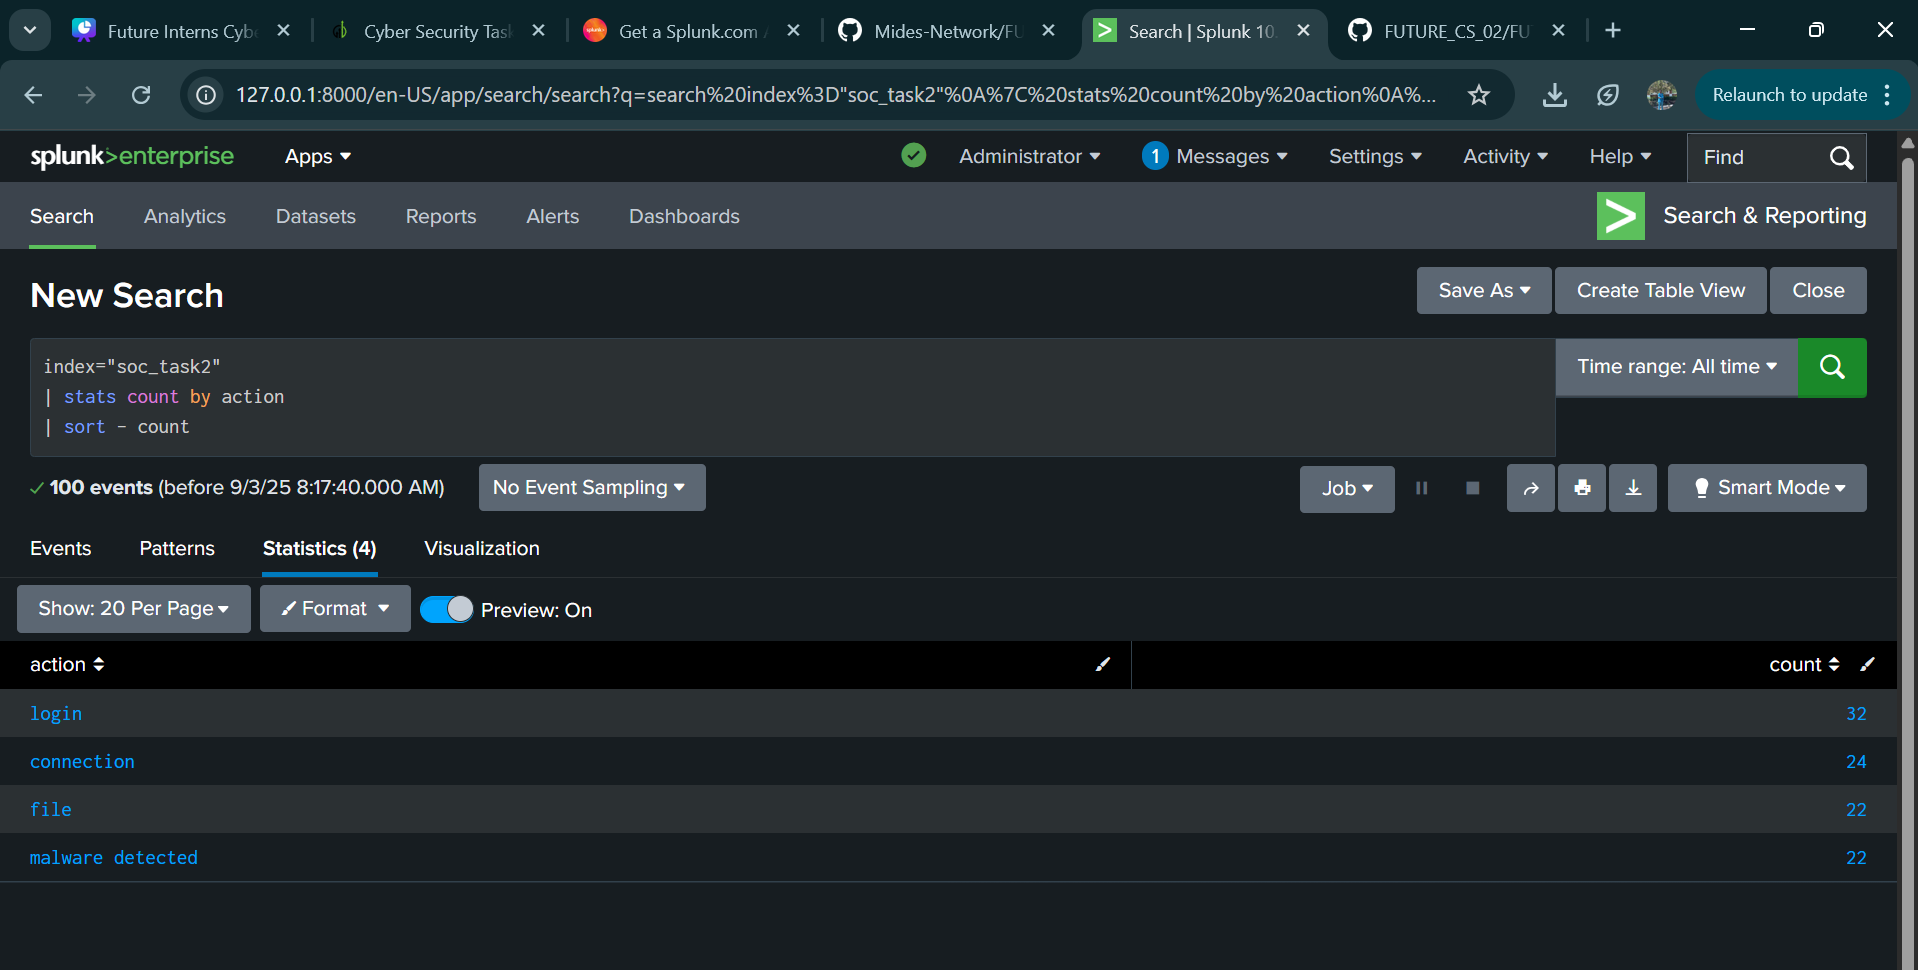 Future Interns Cybe
Cyber Security Task
Get a Splunk.com
Mides-Network/FU
Search | Splunk 10.
FUTURE_CS_02/FU
127.0.0.1:8000/en-US/app/search/search?q=search%20index%3D"soc_task2"%0A%7C%20stats%20count%20by%20action%0A%...
Relaunch to update
splunk>enterprise
Apps
Administrator
1 Messages
Settings
Activity
Help
Find
Search
Analytics
Datasets
Reports
Alerts
Dashboards
Search & Reporting
New Search
Save As
Create Table View
Close
index="soc_task2"
| stats count by action
| sort - count
Time range: All time
100 events (before 9/3/25 8:17:40.000 AM)
No Event Sampling
Job
Smart Mode
Events
Patterns
Statistics (4)
Visualization
Show: 20 Per Page
Format
Preview: On
action count
login 32
connection 24
file 22
malware detected 22